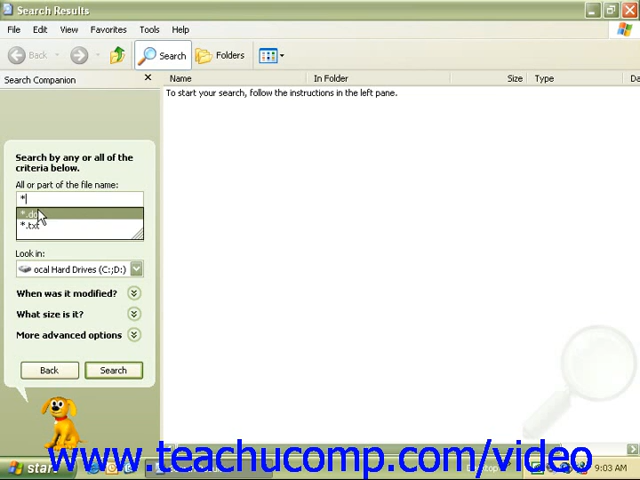 Search Results
File Edit View Favorites Tools Help
Back Search Folders
Search Companion
Name In Folder Size Type
To start your search, follow the instructions in the left pane.
Search by any or all of the
criteria below.
All or part of the file name:
*
*.txt
Look in:
ocal Hard Drives (C:;D:)
When was it modified?
What size is it?
More advanced options
Back Search
www.teachucomp.com/video
start 9:03 AM